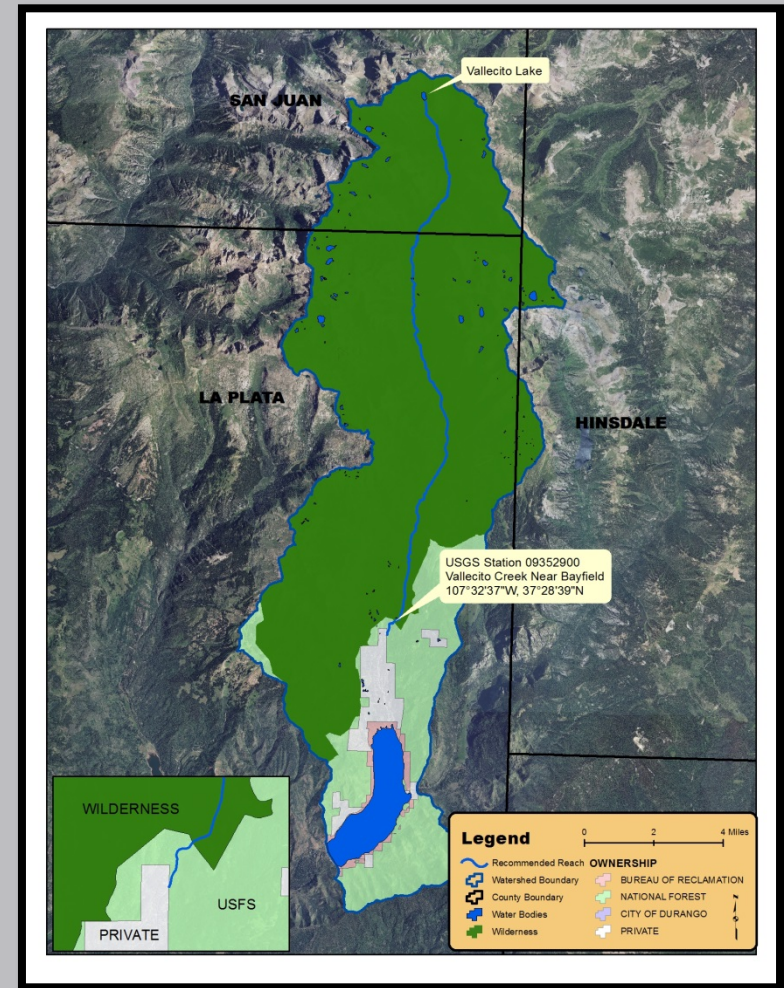 Vallecito Lake
SAN JUAN
LA PLATA
HINSDALE
USGS Station 09352900
Vallecito Creek Near Bayfield
107°32'37"W, 37°28'39"N
WILDERNESS
USFS
PRIVATE
Legend
0 2 4 Miles
Recommended Reach
Watershed Boundary
County Boundary
Water Bodies
Wilderness
OWNERSHIP
BUREAU OF RECLAMATION
NATIONAL FOREST
CITY OF DURANGO
PRIVATE